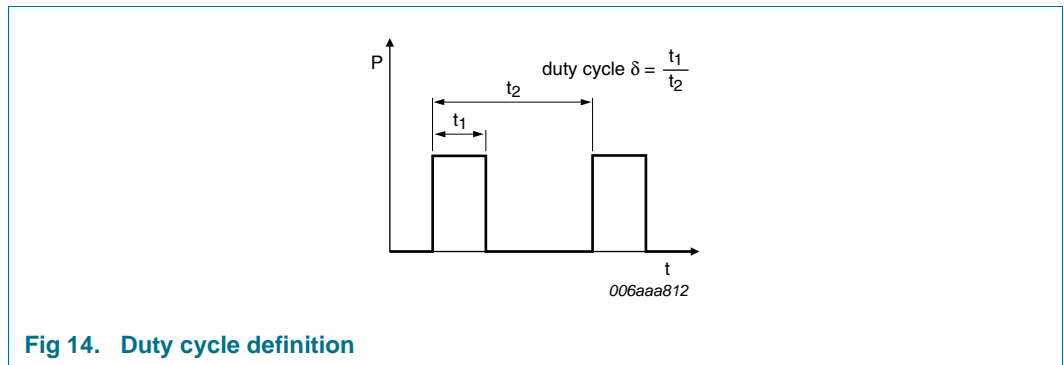 P
duty cycle δ = t1/t2
t2
t1
t
006aaa812
Fig 14. Duty cycle definition